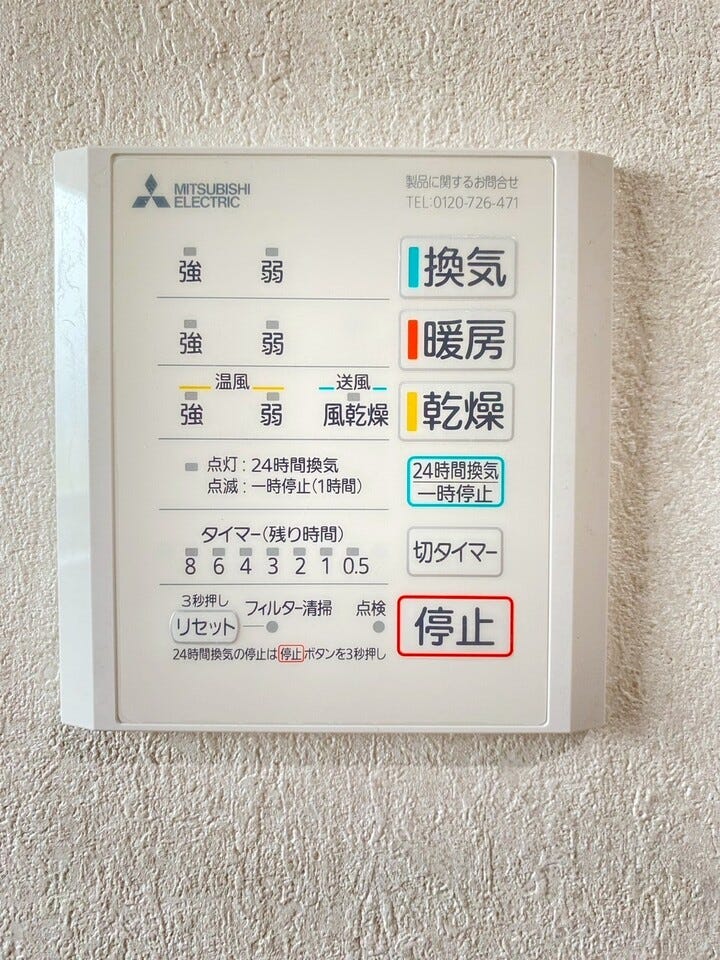 MITSUBISHI
ELECTRIC
製品に関するお問合せ
TEL:0120-726-471
強 弱 換気
強 弱 暖房
温風 送風
強 弱 風乾燥 乾燥
点灯:24時間換気
点滅:一時停止(1時間)
24時間換気
一時停止
タイマー(残り時間)
8 6 4 3 2 1 0.5
切タイマー
3秒押し
リセット フィルター清掃 点検
停止
24時間換気の停止は停止ボタンを3秒押し